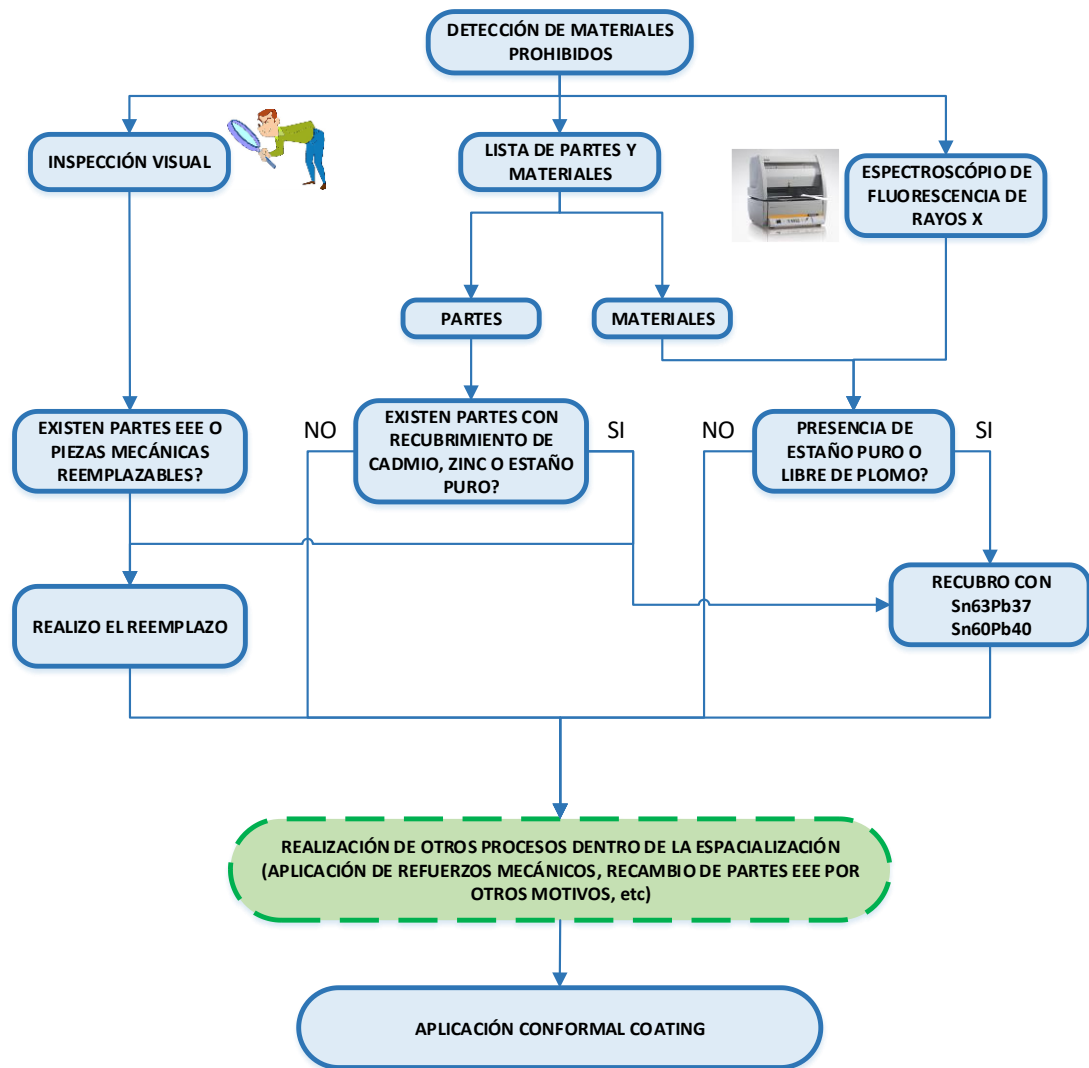 DETECCIÓN DE MATERIALES
PROHIBIDOS
INSPECCIÓN VISUAL
LISTA DE PARTES Y
MATERIALES
ESPECTROSCÓPIO DE
FLUORESCENCIA DE
RAYOS X
PARTES
MATERIALES
EXISTEN PARTES EEE O
PIEZAS MECÁNICAS
REEMPLAZABLES?
NO
EXISTEN PARTES CON
RECUBRIMIENTO DE
CADMIO, ZINC O ESTAÑO
PURO?
SI
NO
PRESENCIA DE
ESTAÑO PURO O
LIBRE DE PLOMO?
SI
REALIZO EL REEMPLAZO
RECUBRO CON
Sn63Pb37
Sn60Pb40
REALIZACIÓN DE OTROS PROCESOS DENTRO DE LA ESPACIALIZACIÓN
(APLICACIÓN DE REFUERZOS MECÁNICOS, RECAMBIO DE PARTES EEE POR
OTROS MOTIVOS, etc)
APLICACIÓN CONFORMAL COATING